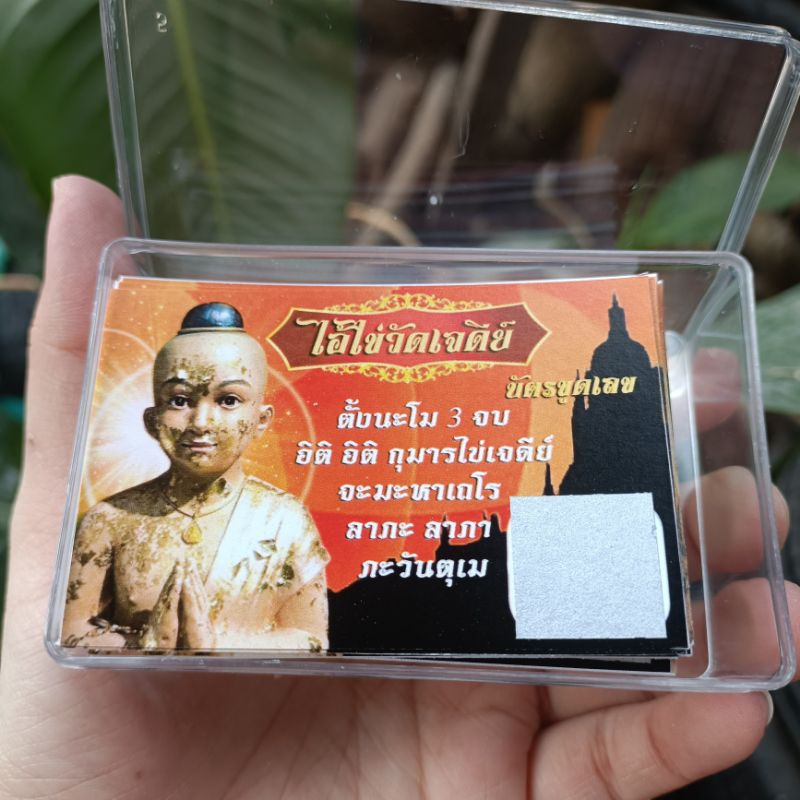 ไอ้ไข่วัดเจดีย์
บัตรขูดเลข
ตั้งนะโม 3 จบ
อิติ อิติ กุมารไข่เจดีย์
จะมะหาเถโร
ลาภะ ลาภา
ภะวันตุเม